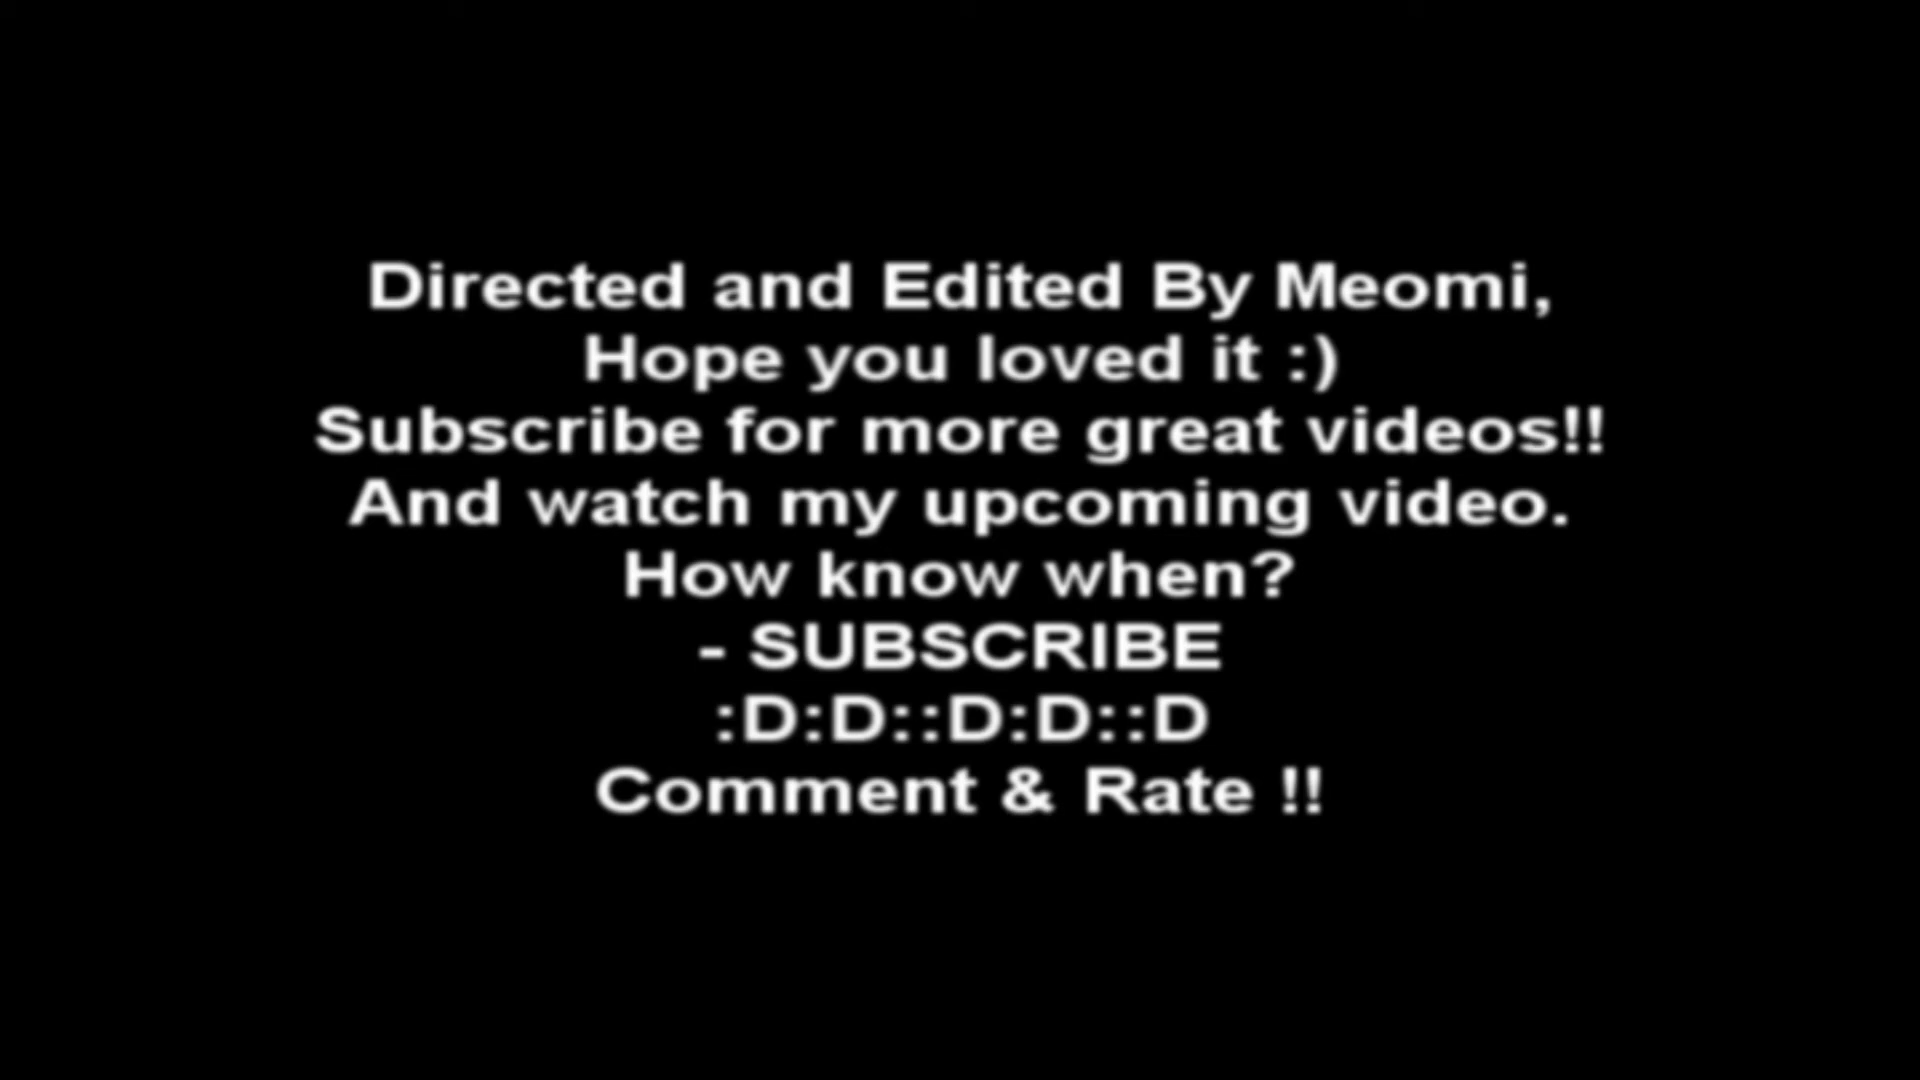 Directed and Edited By Meomi,
Hope you loved it :)
Subscribe for more great videos!!
And watch my upcoming video.
How know when?
- SUBSCRIBE
:D:D::D:D::D
Comment & Rate !!